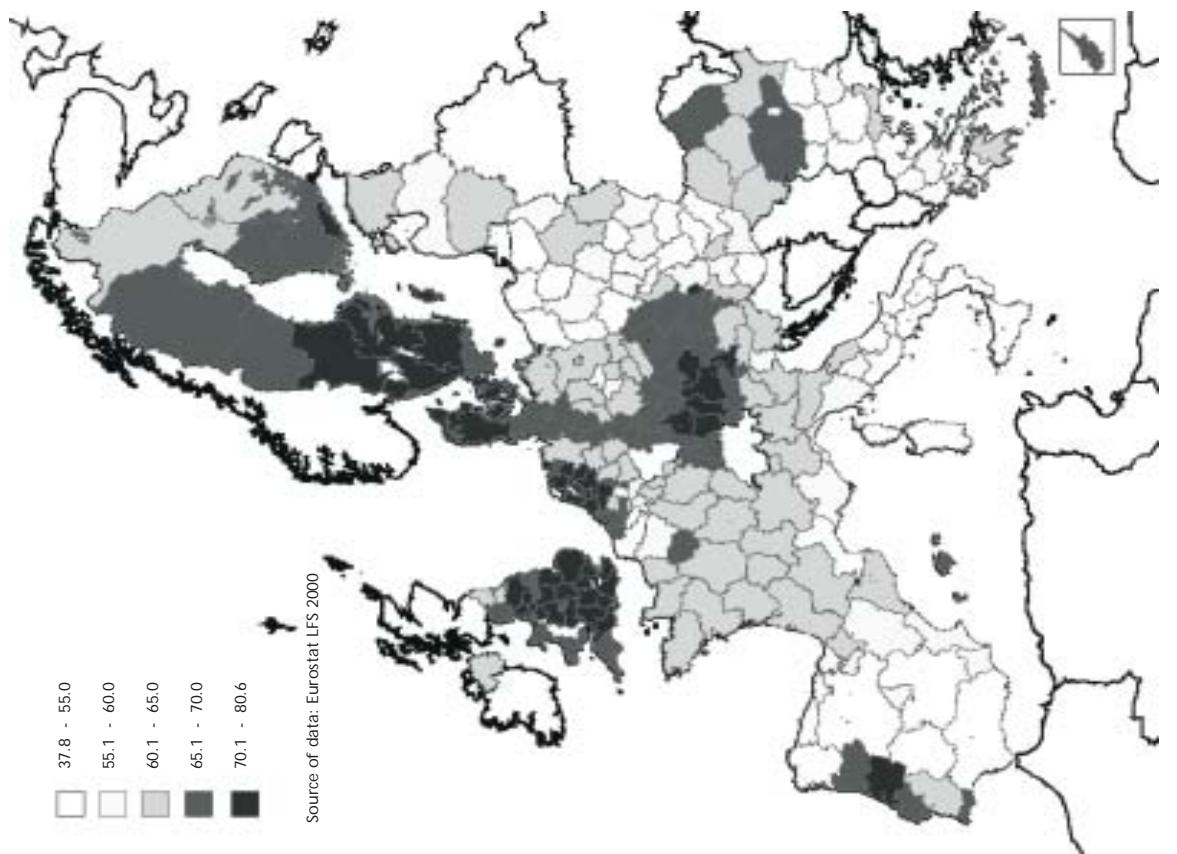 37.8 - 55.0
55.1 - 60.0
60.1 - 65.0
65.1 - 70.0
70.1 - 80.6
Source of data: Eurostat LFS 2000